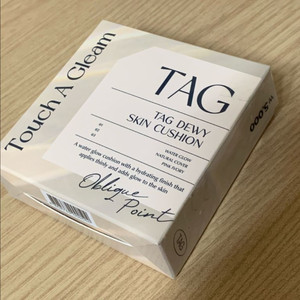 Touch A Gleam
TAG
TAG DEWY
SKIN CUSHION
WATER GLOW
NATURAL COVER
PINK IVORY
A water glow cushion with a hydrating finish that
applies thinly and adds glow to the skin
Oblique
Point